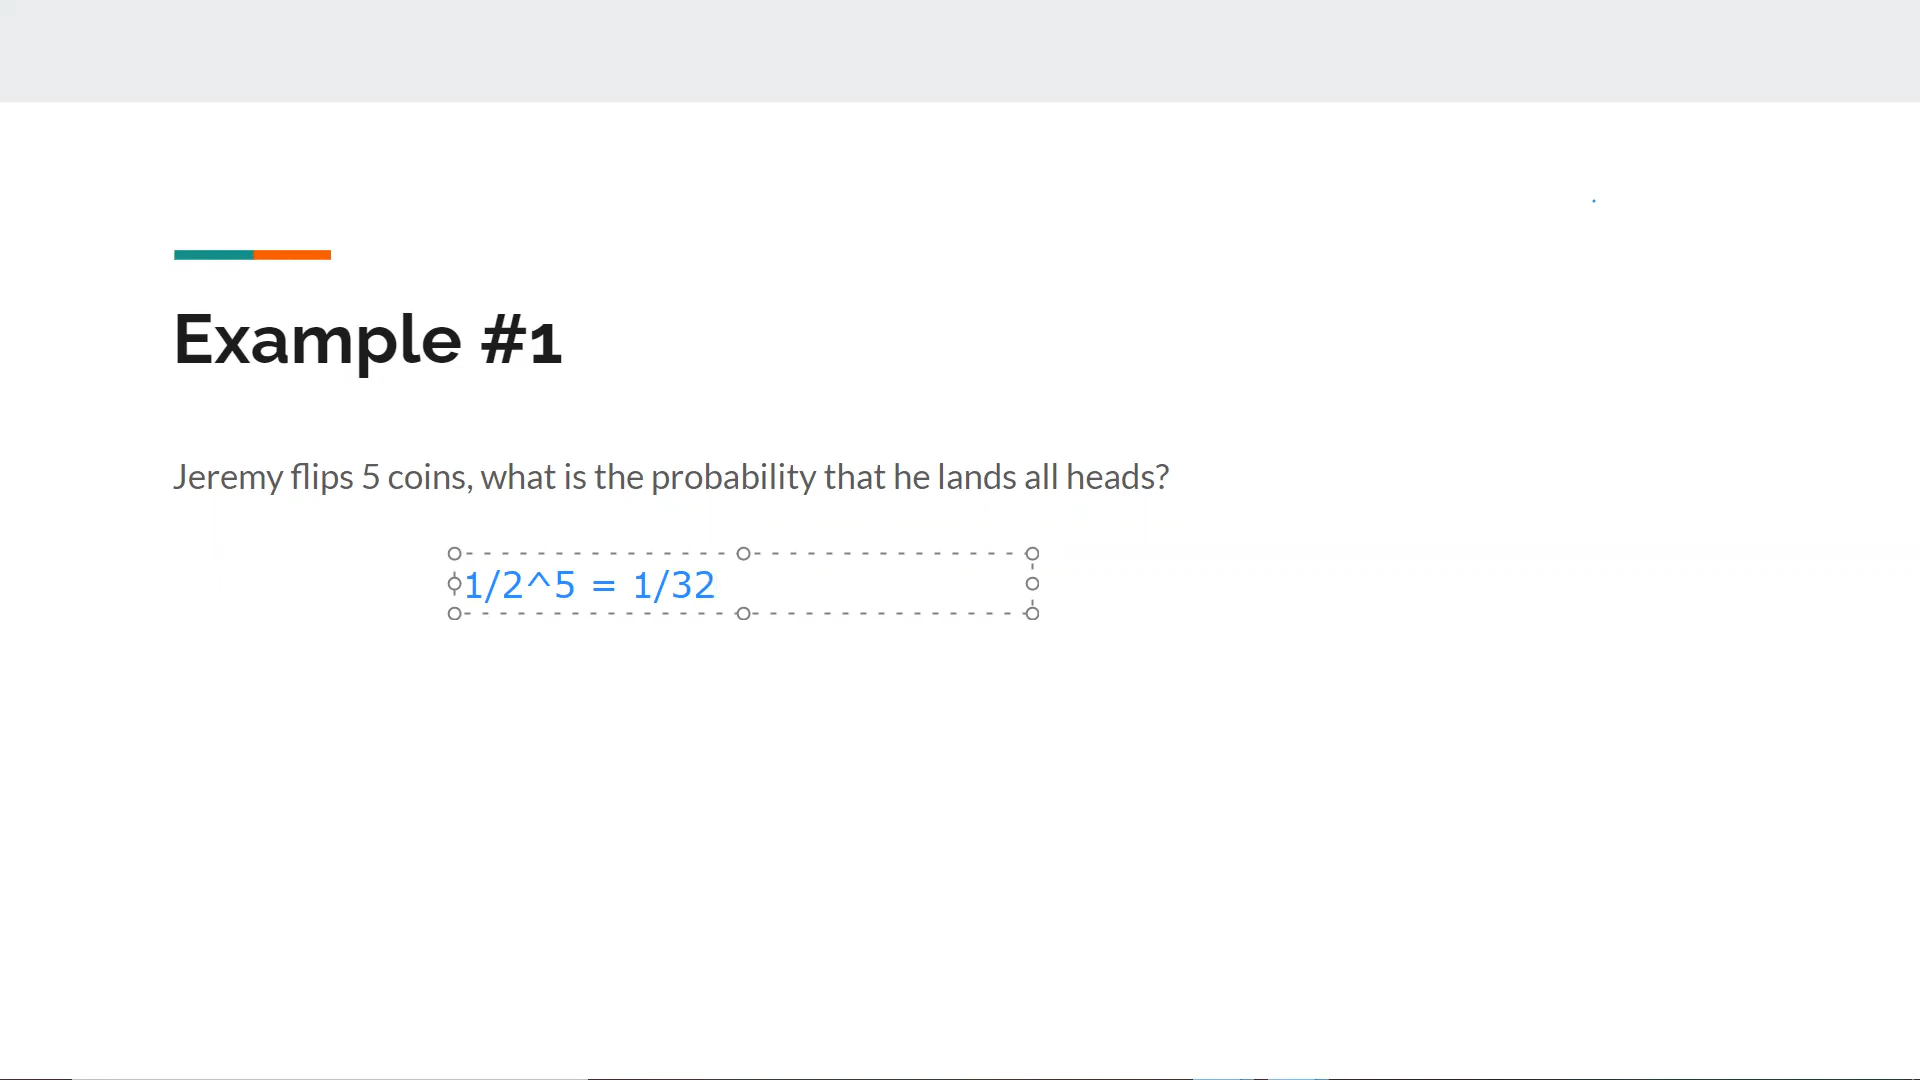 Example #1
Jeremy flips 5 coins, what is the probability that he lands all heads?
1/2^5 = 1/32